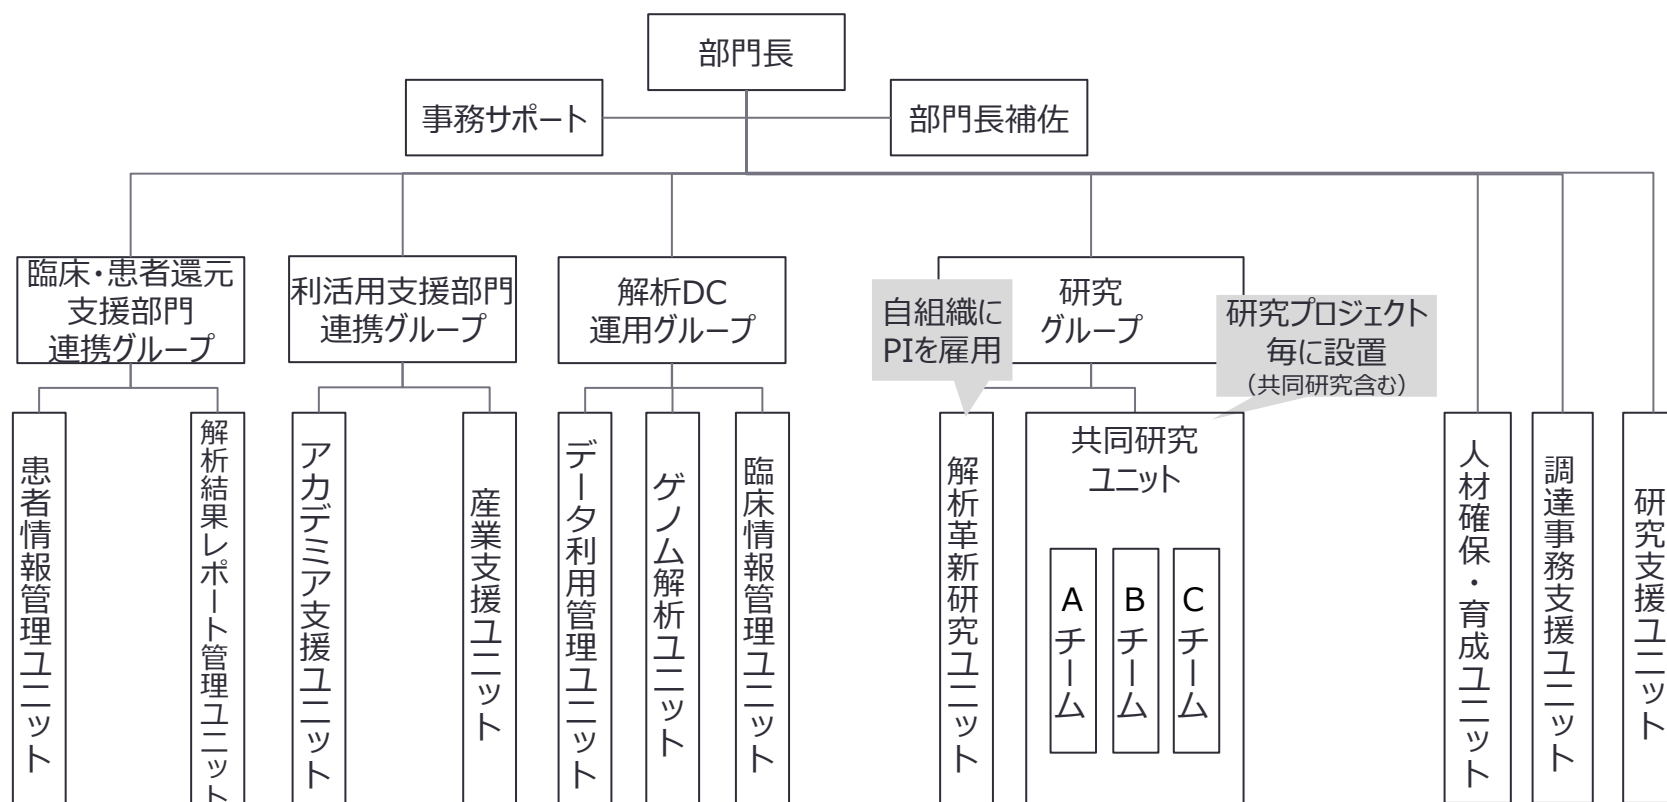 部門長
事務サポート
部門長補佐
臨床・患者還元
支援部門
連携グループ
利活用支援部門
連携グループ
解析DC
運用グループ
研究
グループ
自組織に
PIを雇用
研究プロジェクト
毎に設置
（共同研究含む）
患者情報管理ユニット
解析結果レポート管理ユニット
アカデミア支援ユニット
産業支援ユニット
データ利用管理ユニット
ゲノム解析ユニット
臨床情報管理ユニット
解析革新研究ユニット
共同研究
ユニット
Aチーム
Bチーム
Cチーム
人材確保・育成ユニット
調達事務支援ユニット
研究支援ユニット